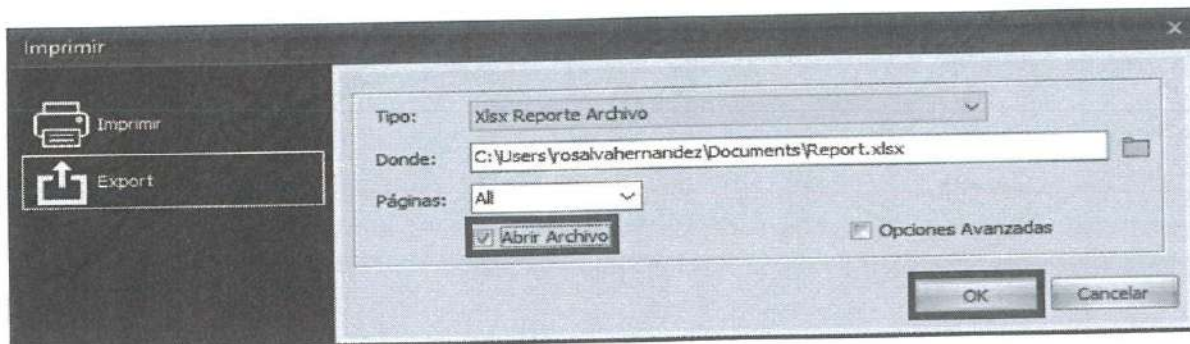 Imprimir
Imprimir
Export
Tipo: Xlsx Reporte Archivo
Donde: C:\Users\rosalvahernandez\Documents\Report.xlsx
Páginas: All
Abrir Archivo
Opciones Avanzadas
OK
Cancelar